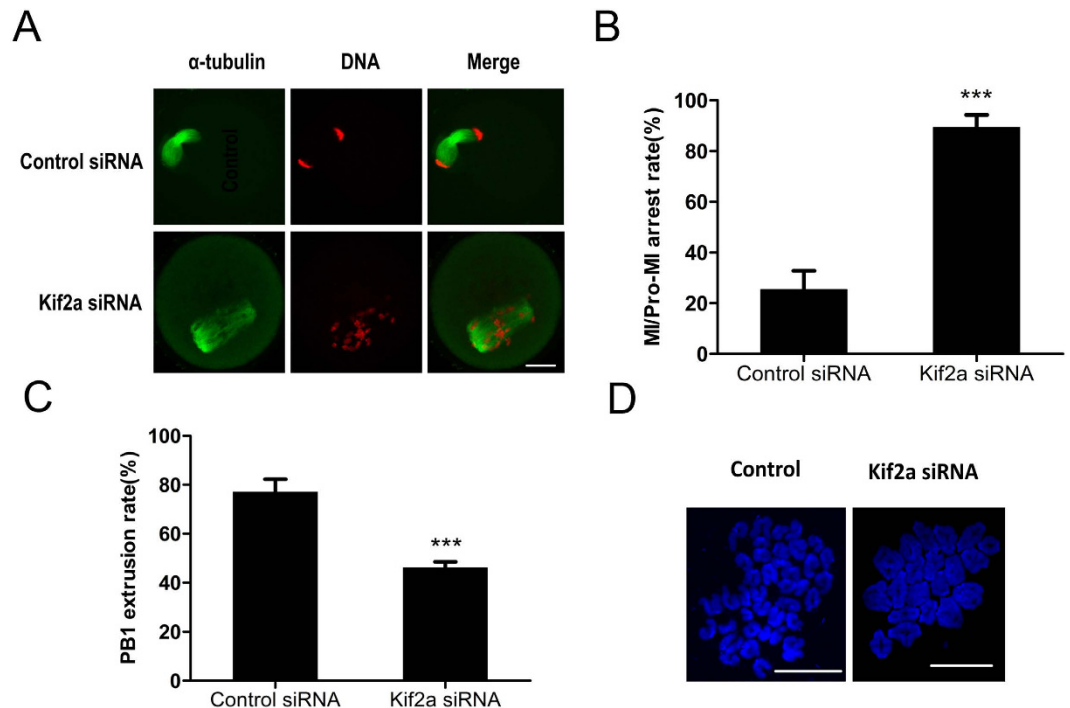 A
α-tubulin DNA Merge
Control siRNA
Control
Kif2a siRNA
B
MI/Pro-MI arrest rate(%)
100
80
60
40
20
0
***
Control siRNA Kif2a siRNA
C
PB1 extrusion rate(%)
100
80
60
40
20
0
***
Control siRNA Kif2a siRNA
D
Control Kif2a siRNA